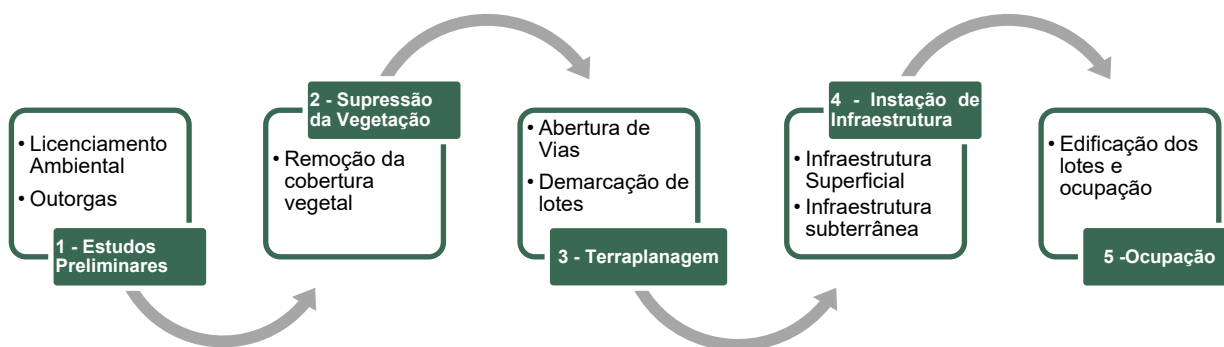 • Licenciamento
Ambiental
• Outorgas
1 - Estudos
Preliminares
2 - Supressão
da Vegetação
• Remoção da
cobertura
vegetal
• Abertura de
Vias
• Demarcação de
lotes
3 - Terraplanagem
4 - Instação de
Infraestrutura
• Infraestrutura
Superficial
• Infraestrutura
subterrânea
• Edificação dos
lotes e
ocupação
5 -Ocupação